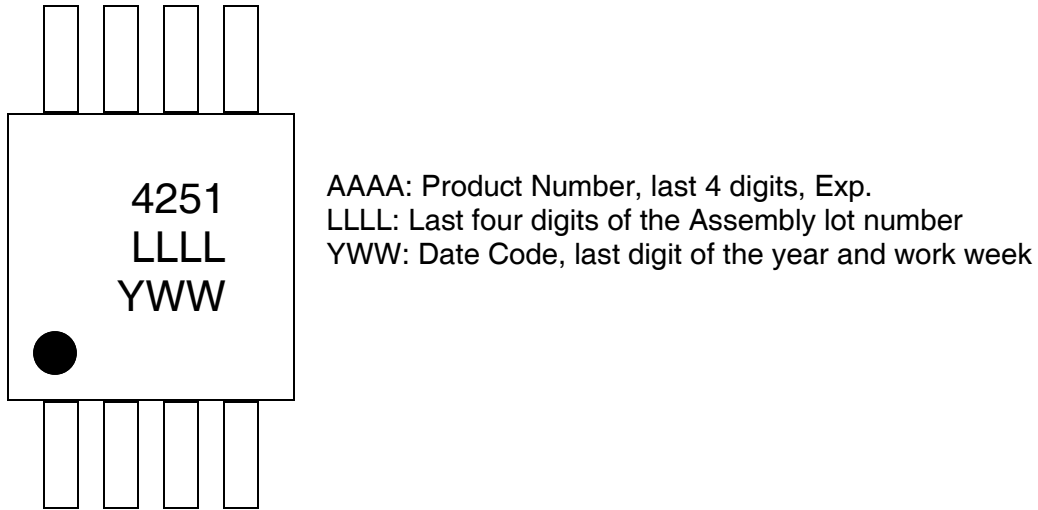 4251
LLLL
YWW
AAAA: Product Number, last 4 digits, Exp.
LLLL: Last four digits of the Assembly lot number
YWW: Date Code, last digit of the year and work week